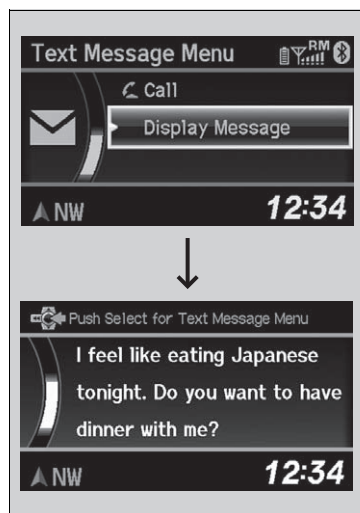 Text Message Menu
RM
Call
Display Message
NW
12:34
Push Select for Text Message Menu
I feel like eating Japanese
tonight. Do you want to have
dinner with me?
NW
12:34